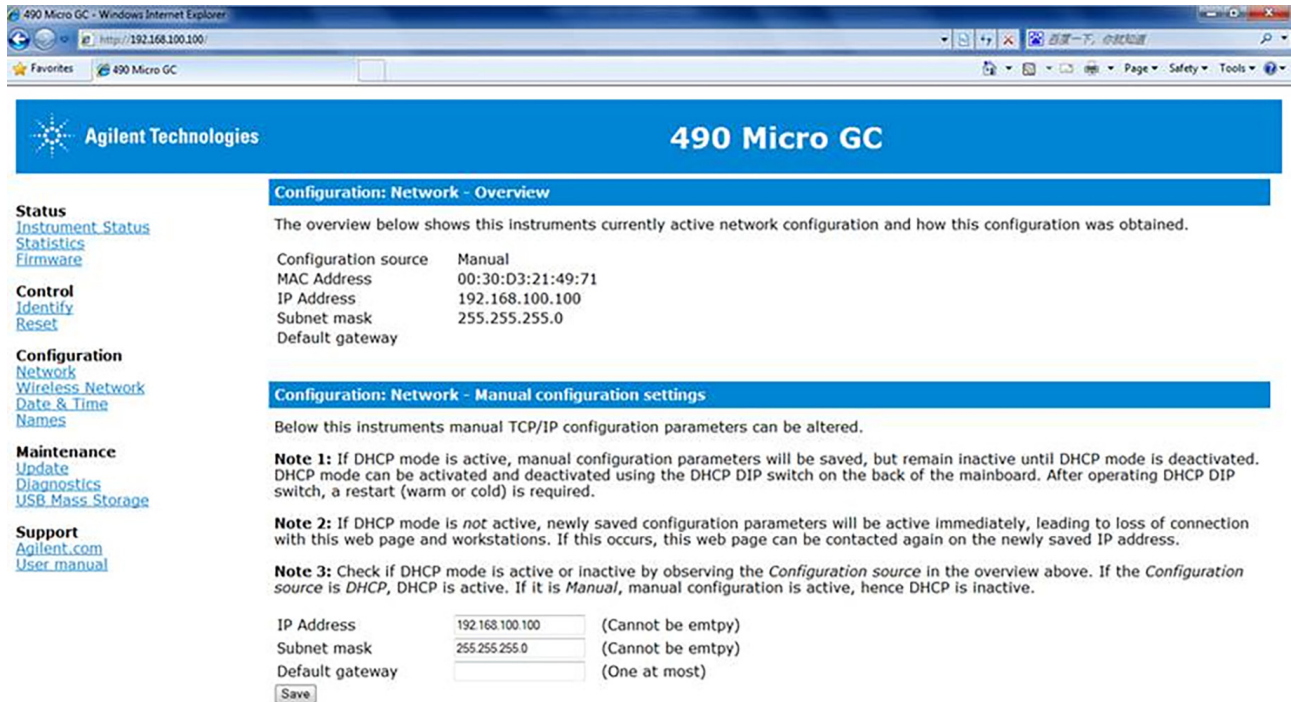 490 Micro GC - Windows Internet Explorer
http://192.168.100.100/
百度一下，你就知道
Favorites 490 Micro GC Page Safety Tools
Agilent Technologies 490 Micro GC
Status
Instrument Status
Statistics
Firmware
Control
Identify
Reset
Configuration
Network
Wireless Network
Date & Time
Names
Maintenance
Update
Diagnostics
USB Mass Storage
Support
Agilent.com
User manual
Configuration: Network - Overview
The overview below shows this instruments currently active network configuration and how this configuration was obtained.
Configuration source Manual
MAC Address 00:30:D3:21:49:71
IP Address 192.168.100.100
Subnet mask 255.255.255.0
Default gateway
Configuration: Network - Manual configuration settings
Below this instruments manual TCP/IP configuration parameters can be altered.
Note 1: If DHCP mode is active, manual configuration parameters will be saved, but remain inactive until DHCP mode is deactivated.
DHCP mode can be activated and deactivated using the DHCP DIP switch on the back of the mainboard. After operating DHCP DIP
switch, a restart (warm or cold) is required.
Note 2: If DHCP mode is not active, newly saved configuration parameters will be active immediately, leading to loss of connection
with this web page and workstations. If this occurs, this web page can be contacted again on the newly saved IP address.
Note 3: Check if DHCP mode is active or inactive by observing the Configuration source in the overview above. If the Configuration
source is DHCP, DHCP is active. If it is Manual, manual configuration is active, hence DHCP is inactive.
IP Address 192.168.100.100 (Cannot be emtpy)
Subnet mask 255.255.255.0 (Cannot be emtpy)
Default gateway (One at most)
Save